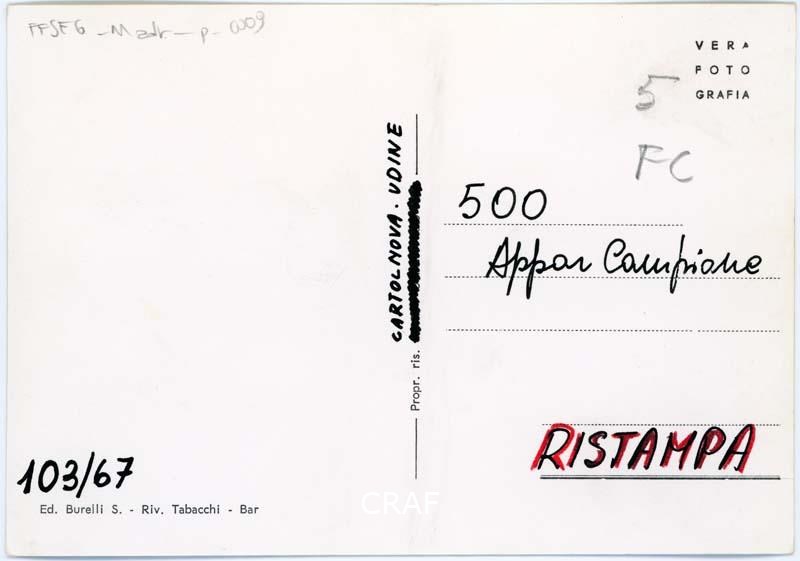 FFSFG - Madr - p - 0009
VERA
FOTO
GRAFIA
5
FC
CARTOLNOVA. UDINE
Propr. ris.
500
Appar Campione
RISTAMPA
103/67
Ed. Burelli S. - Riv. Tabacchi - Bar
CRAF